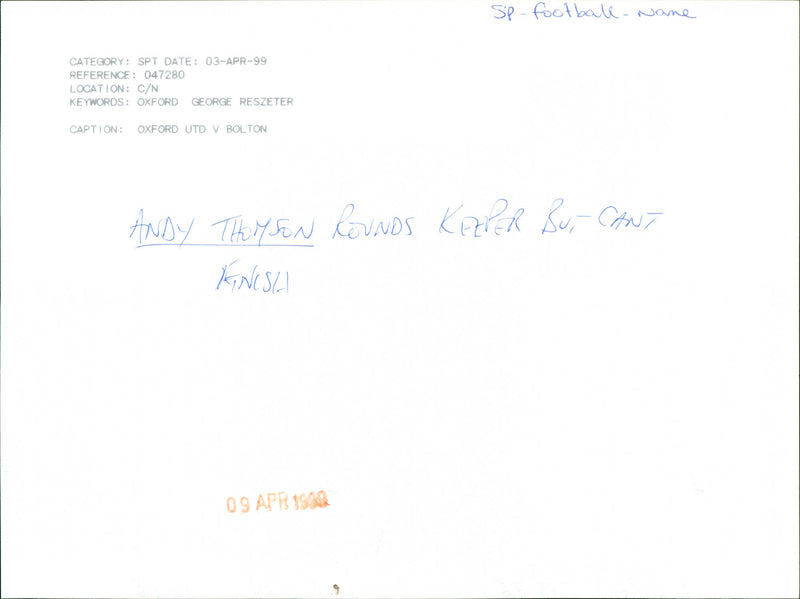 Sp - football - Name
CATEGORY: SPT DATE: 03-APR-99
REFERENCE: 047280
LOCATION: C/N
KEYWORDS: OXFORD GEORGE RESZETER
CAPTION: OXFORD UTD V BOLTON
ANDY THOMSON ROUNDS KEEPER BUT CANT
FINISH
09 APR 1999